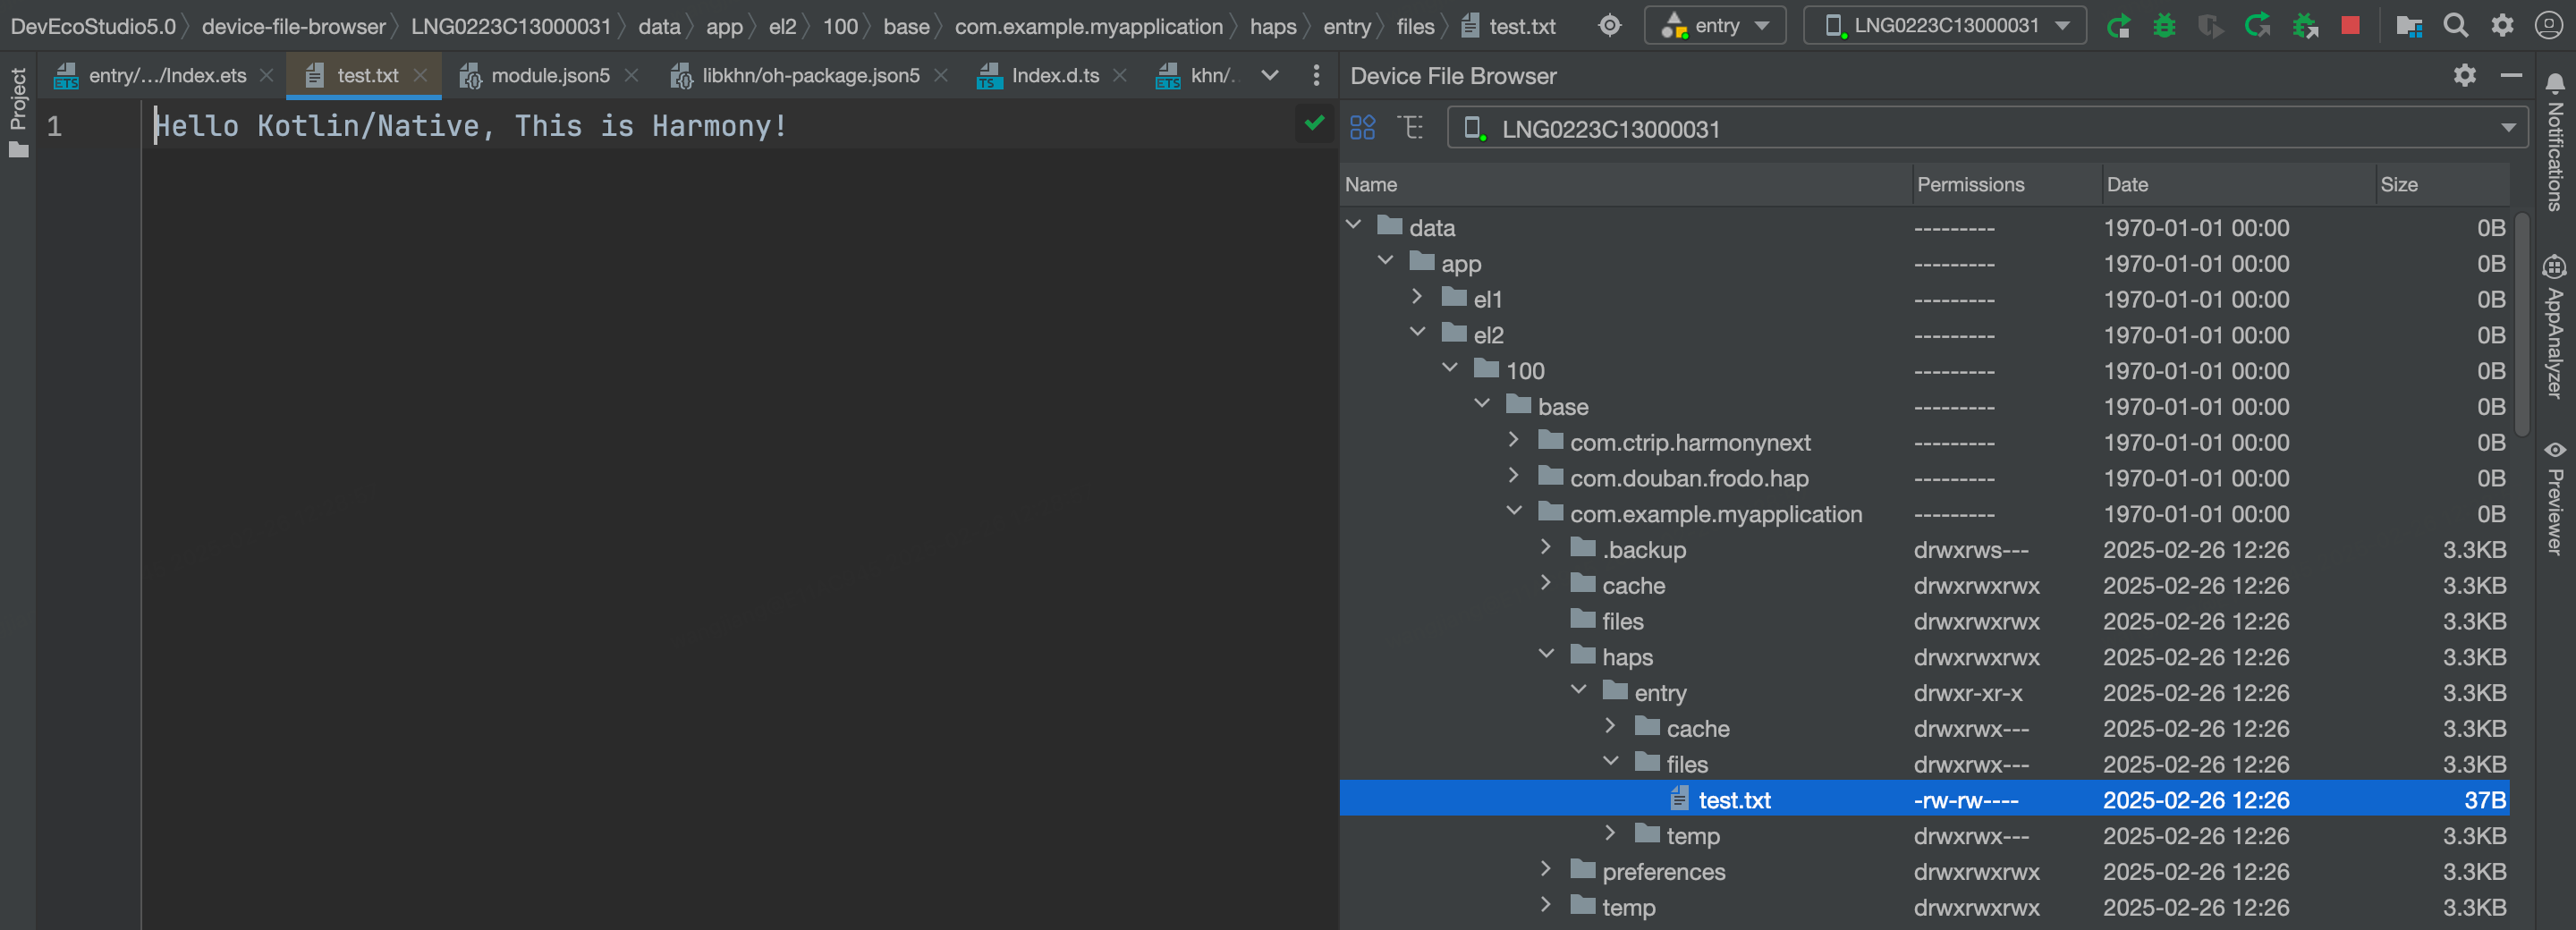 DevEcoStudio5.0 device-file-browser LNG0223C13000031 data app el2 100 base com.example.myapplication haps entry files test.txt entry LNG0223C13000031
Project
entry/.../Index.ets test.txt module.json5 libkhn/oh-package.json5 Index.d.ts khn/.
1 Hello Kotlin/Native, This is Harmony!
Device File Browser
LNG0223C13000031
Name Permissions Date Size
data --------- 1970-01-01 00:00 0B
app --------- 1970-01-01 00:00 0B
el1 --------- 1970-01-01 00:00 0B
el2 --------- 1970-01-01 00:00 0B
100 --------- 1970-01-01 00:00 0B
base --------- 1970-01-01 00:00 0B
com.ctrip.harmonynext --------- 1970-01-01 00:00 0B
com.douban.frodo.hap --------- 1970-01-01 00:00 0B
com.example.myapplication --------- 1970-01-01 00:00 0B
.backup drwxrws--- 2025-02-26 12:26 3.3KB
cache drwxrwxrwx 2025-02-26 12:26 3.3KB
files drwxrwxrwx 2025-02-26 12:26 3.3KB
haps drwxrwxrwx 2025-02-26 12:26 3.3KB
entry drwxr-xr-x 2025-02-26 12:26 3.3KB
cache drwxrwx--- 2025-02-26 12:26 3.3KB
files drwxrwx--- 2025-02-26 12:26 3.3KB
test.txt -rw-rw---- 2025-02-26 12:26 37B
temp drwxrwx--- 2025-02-26 12:26 3.3KB
preferences drwxrwxrwx 2025-02-26 12:26 3.3KB
temp drwxrwxrwx 2025-02-26 12:26 3.3KB
Notifications
AppAnalyzer
Previewer